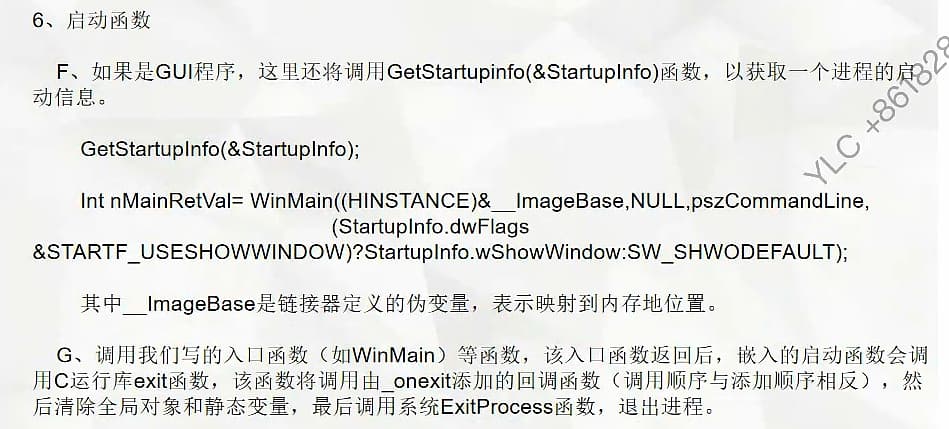 6、启动函数
F、如果是GUI程序，这里还将调用GetStartupinfo(&StartupInfo)函数，以获取一个进程的启
动信息。
GetStartupInfo(&StartupInfo);
Int nMainRetVal= WinMain((HINSTANCE)&__ImageBase,NULL,pszCommandLine,
(StartupInfo.dwFlags
&STARTF_USESHOWWINDOW)?StartupInfo.wShowWindow:SW_SHWODEFAULT);
其中__ImageBase是链接器定义的伪变量，表示映射到内存地位置。
G、调用我们写的入口函数（如WinMain）等函数，该入口函数返回后，嵌入的启动函数会调
用C运行库exit函数，该函数将调用由_onexit添加的回调函数（调用顺序与添加顺序相反），然
后清除全局对象和静态变量，最后调用系统ExitProcess函数，退出进程。
YLC +861828